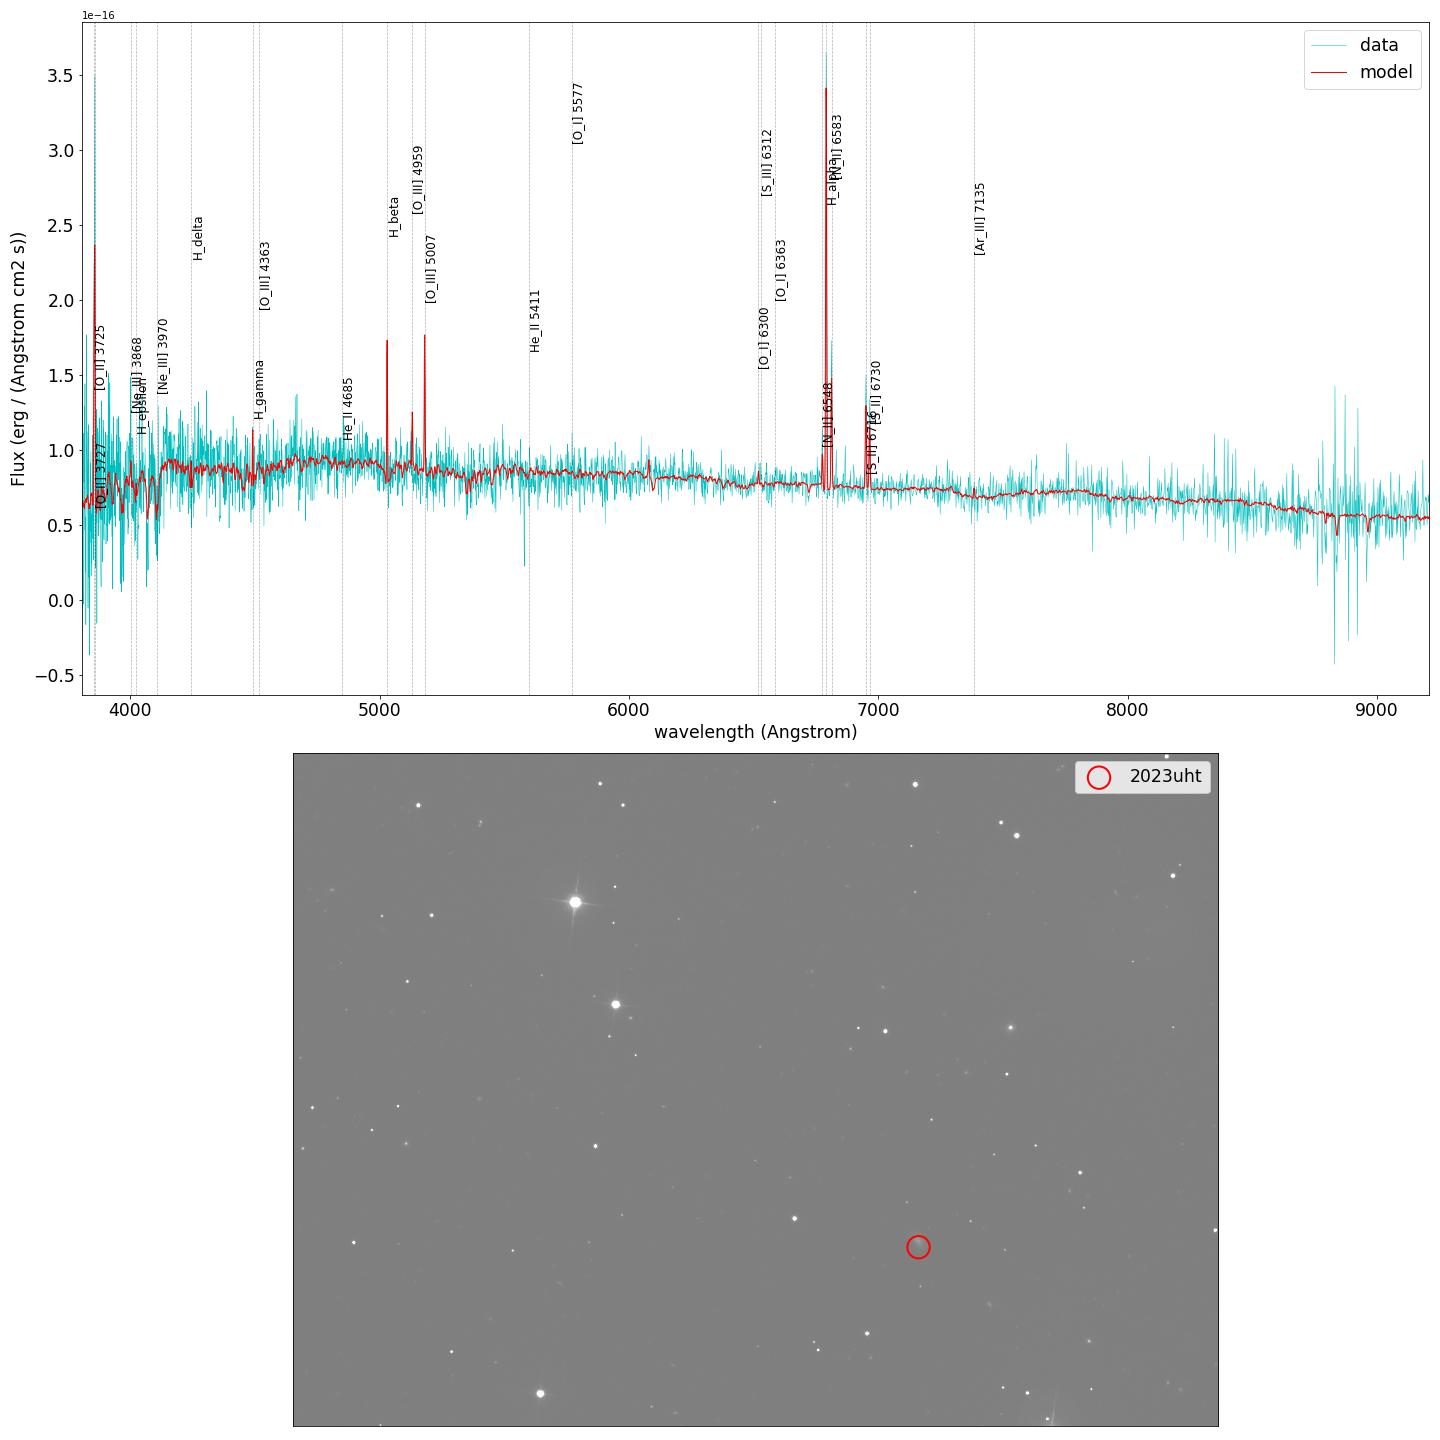 1e−16
data
model
3.5
3.0
2.5
2.0
1.5
1.0
0.5
0.0
−0.5
Flux (erg / (Angstrom cm2 s))
[O_II] 3725
[O_II] 3727
[Ne_III] 3868
H_epsilon
[Ne_III] 3970
H_delta
H_gamma
[O_III] 4363
He_II 4685
H_beta
[O_III] 4959
[O_III] 5007
He_II 5411
[O_I] 5577
[O_I] 6300
[S_III] 6312
[O_I] 6363
[N_II] 6548
H_alpha
[N_II] 6583
[S_II] 6716
[S_II] 6730
[Ar_III] 7135
4000 5000 6000 7000 8000 9000
wavelength (Angstrom)
2023uht